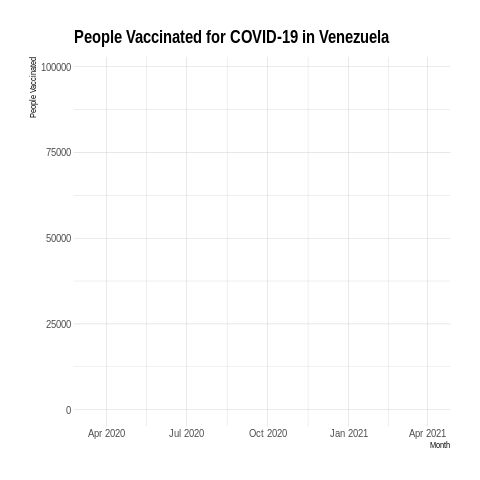 People Vaccinated for COVID-19 in Venezuela
People Vaccinated
100000
75000
50000
25000
0
Apr 2020
Jul 2020
Oct 2020
Jan 2021
Apr 2021
Month